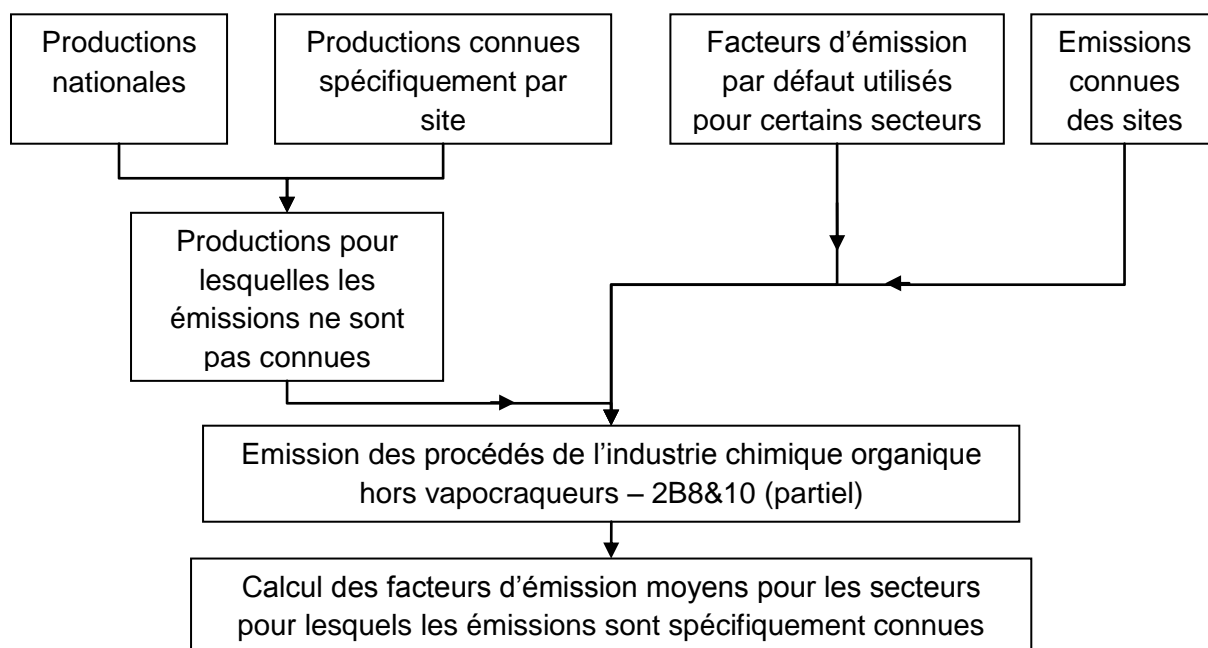 Productions
nationales
Productions connues
spécifiquement par
site
Facteurs d’émission
par défaut utilisés
pour certains secteurs
Emissions
connues
des sites
Productions pour
lesquelles les
émissions ne sont
pas connues
Emission des procédés de l’industrie chimique organique
hors vapocraqueurs – 2B8&10 (partiel)
Calcul des facteurs d’émission moyens pour les secteurs
pour lesquels les émissions sont spécifiquement connues